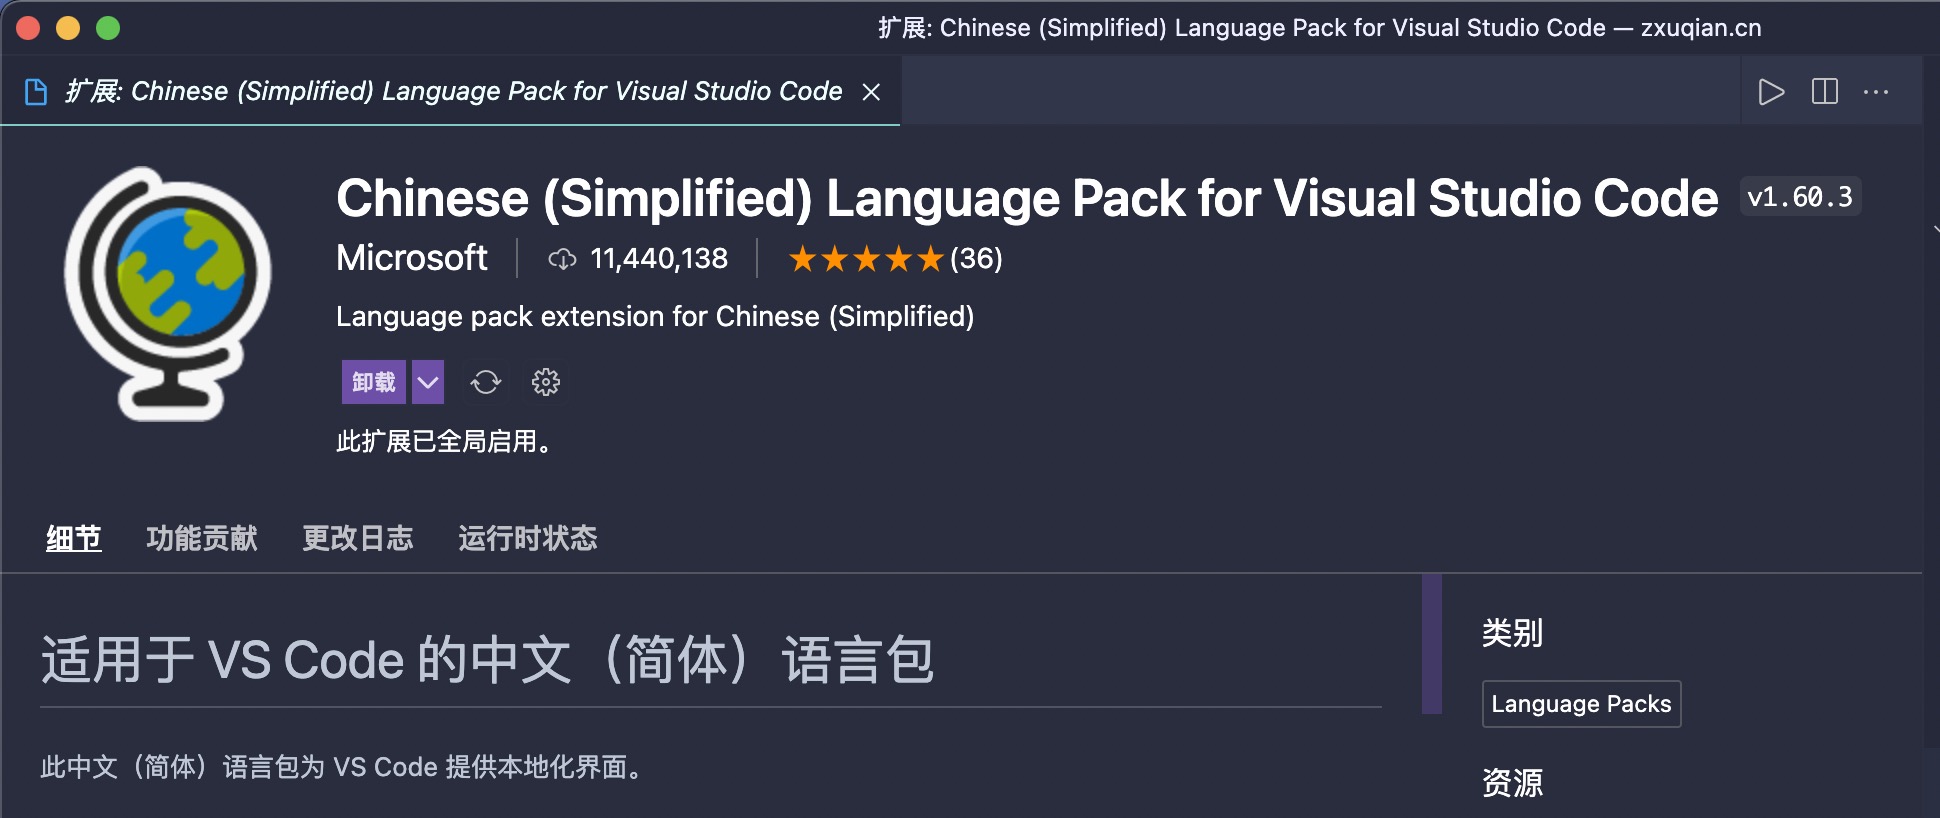 扩展: Chinese (Simplified) Language Pack for Visual Studio Code — zxuqian.cn
扩展: Chinese (Simplified) Language Pack for Visual Studio Code
Chinese (Simplified) Language Pack for Visual Studio Code v1.60.3
Microsoft 11,440,138 ★★★★★(36)
Language pack extension for Chinese (Simplified)
卸载
此扩展已全局启用。
细节 功能贡献 更改日志 运行时状态
适用于 VS Code 的中文（简体）语言包
此中文（简体）语言包为 VS Code 提供本地化界面。
类别
Language Packs
资源